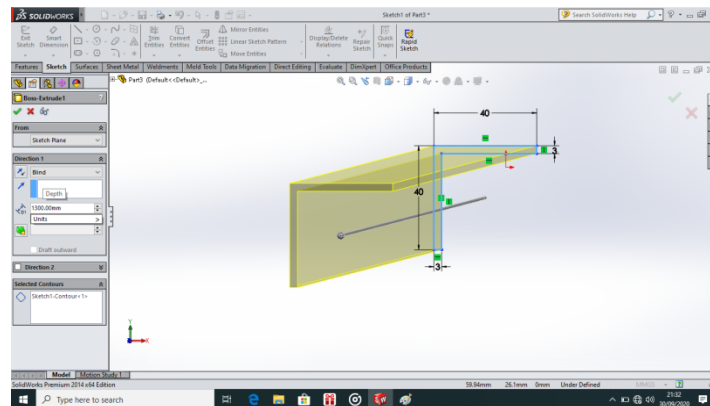 SOLIDWORKS
Sketch1 of Part3 *
Search SolidWorks Help
Exit Sketch
Smart Dimension
Trim Entities
Convert Entities
Offset Entities
Mirror Entities
Linear Sketch Pattern
Move Entities
Display/Delete Relations
Repair Sketch
Quick Snaps
Rapid Sketch
Features Sketch Surfaces Sheet Metal Weldments Mold Tools Data Migration Direct Editing Evaluate DimXpert Office Products
Part3 (Default<<Default>_...
Boss-Extrude1
From
Sketch Plane
Direction 1
Blind
Depth
1300.00mm
Units
Draft outward
Direction 2
Selected Contours
Sketch1-Contour<1>
40
3
40
3
Y
X
Model Motion Study 1
SolidWorks Premium 2014 x64 Edition
59.94mm 26.1mm 0mm Under Defined MMGS
Type here to search
21:32
30/09/2020